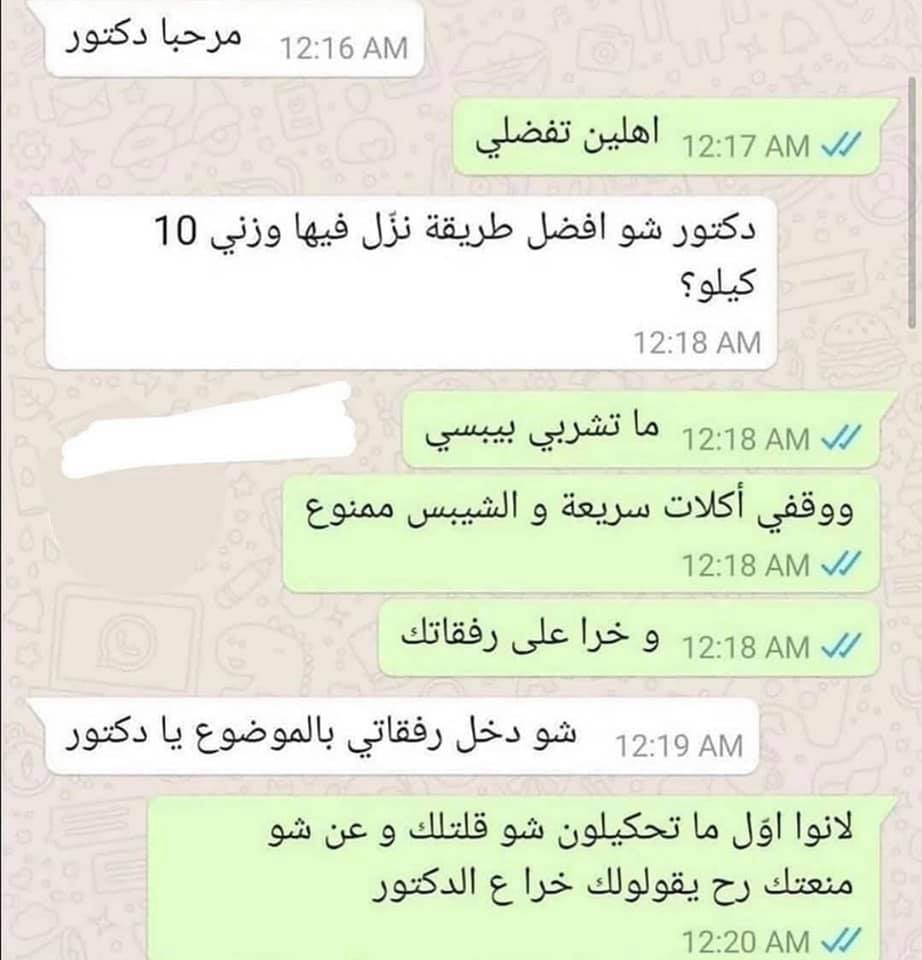 مرحبا دكتور
12:16 AM
اهلين تفضلي
12:17 AM
دكتور شو افضل طريقة نزّل فيها وزني 10
كيلو؟
12:18 AM
ما تشربي بيبسي
12:18 AM
ووقفي أكلات سريعة و الشيبس ممنوع
12:18 AM
و خرا على رفقاتك
12:18 AM
شو دخل رفقاتي بالموضوع يا دكتور
12:19 AM
لانوا اوّل ما تحكيلون شو قلتلك و عن شو
منعتك رح يقولولك خرا ع الدكتور
12:20 AM